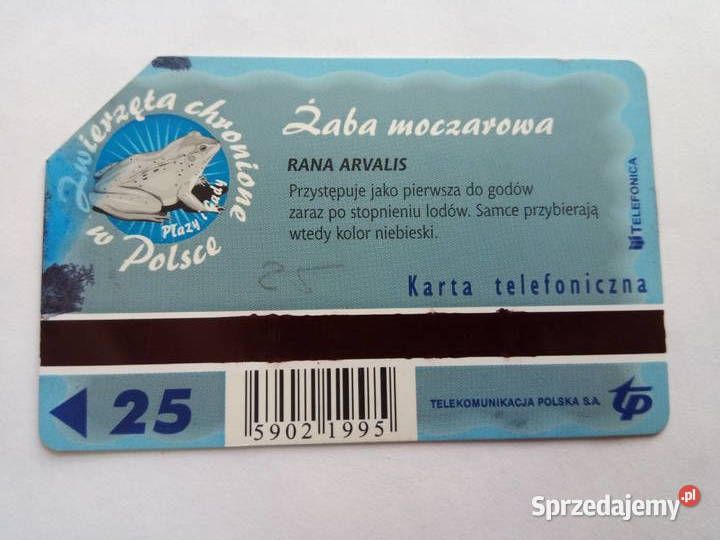 Zwierzęta chronione
w Polsce
Płazy i Gady
Żaba moczarowa
RANA ARVALIS
Przystępuje jako pierwsza do godów
zaraz po stopnieniu lodów. Samce przybierają
wtedy kolor niebieski.
TELEFONICA
25
Karta telefoniczna
25
5902 1995
TELEKOMUNIKACJA POLSKA S.A.
tp
Sprzedajemy.pl